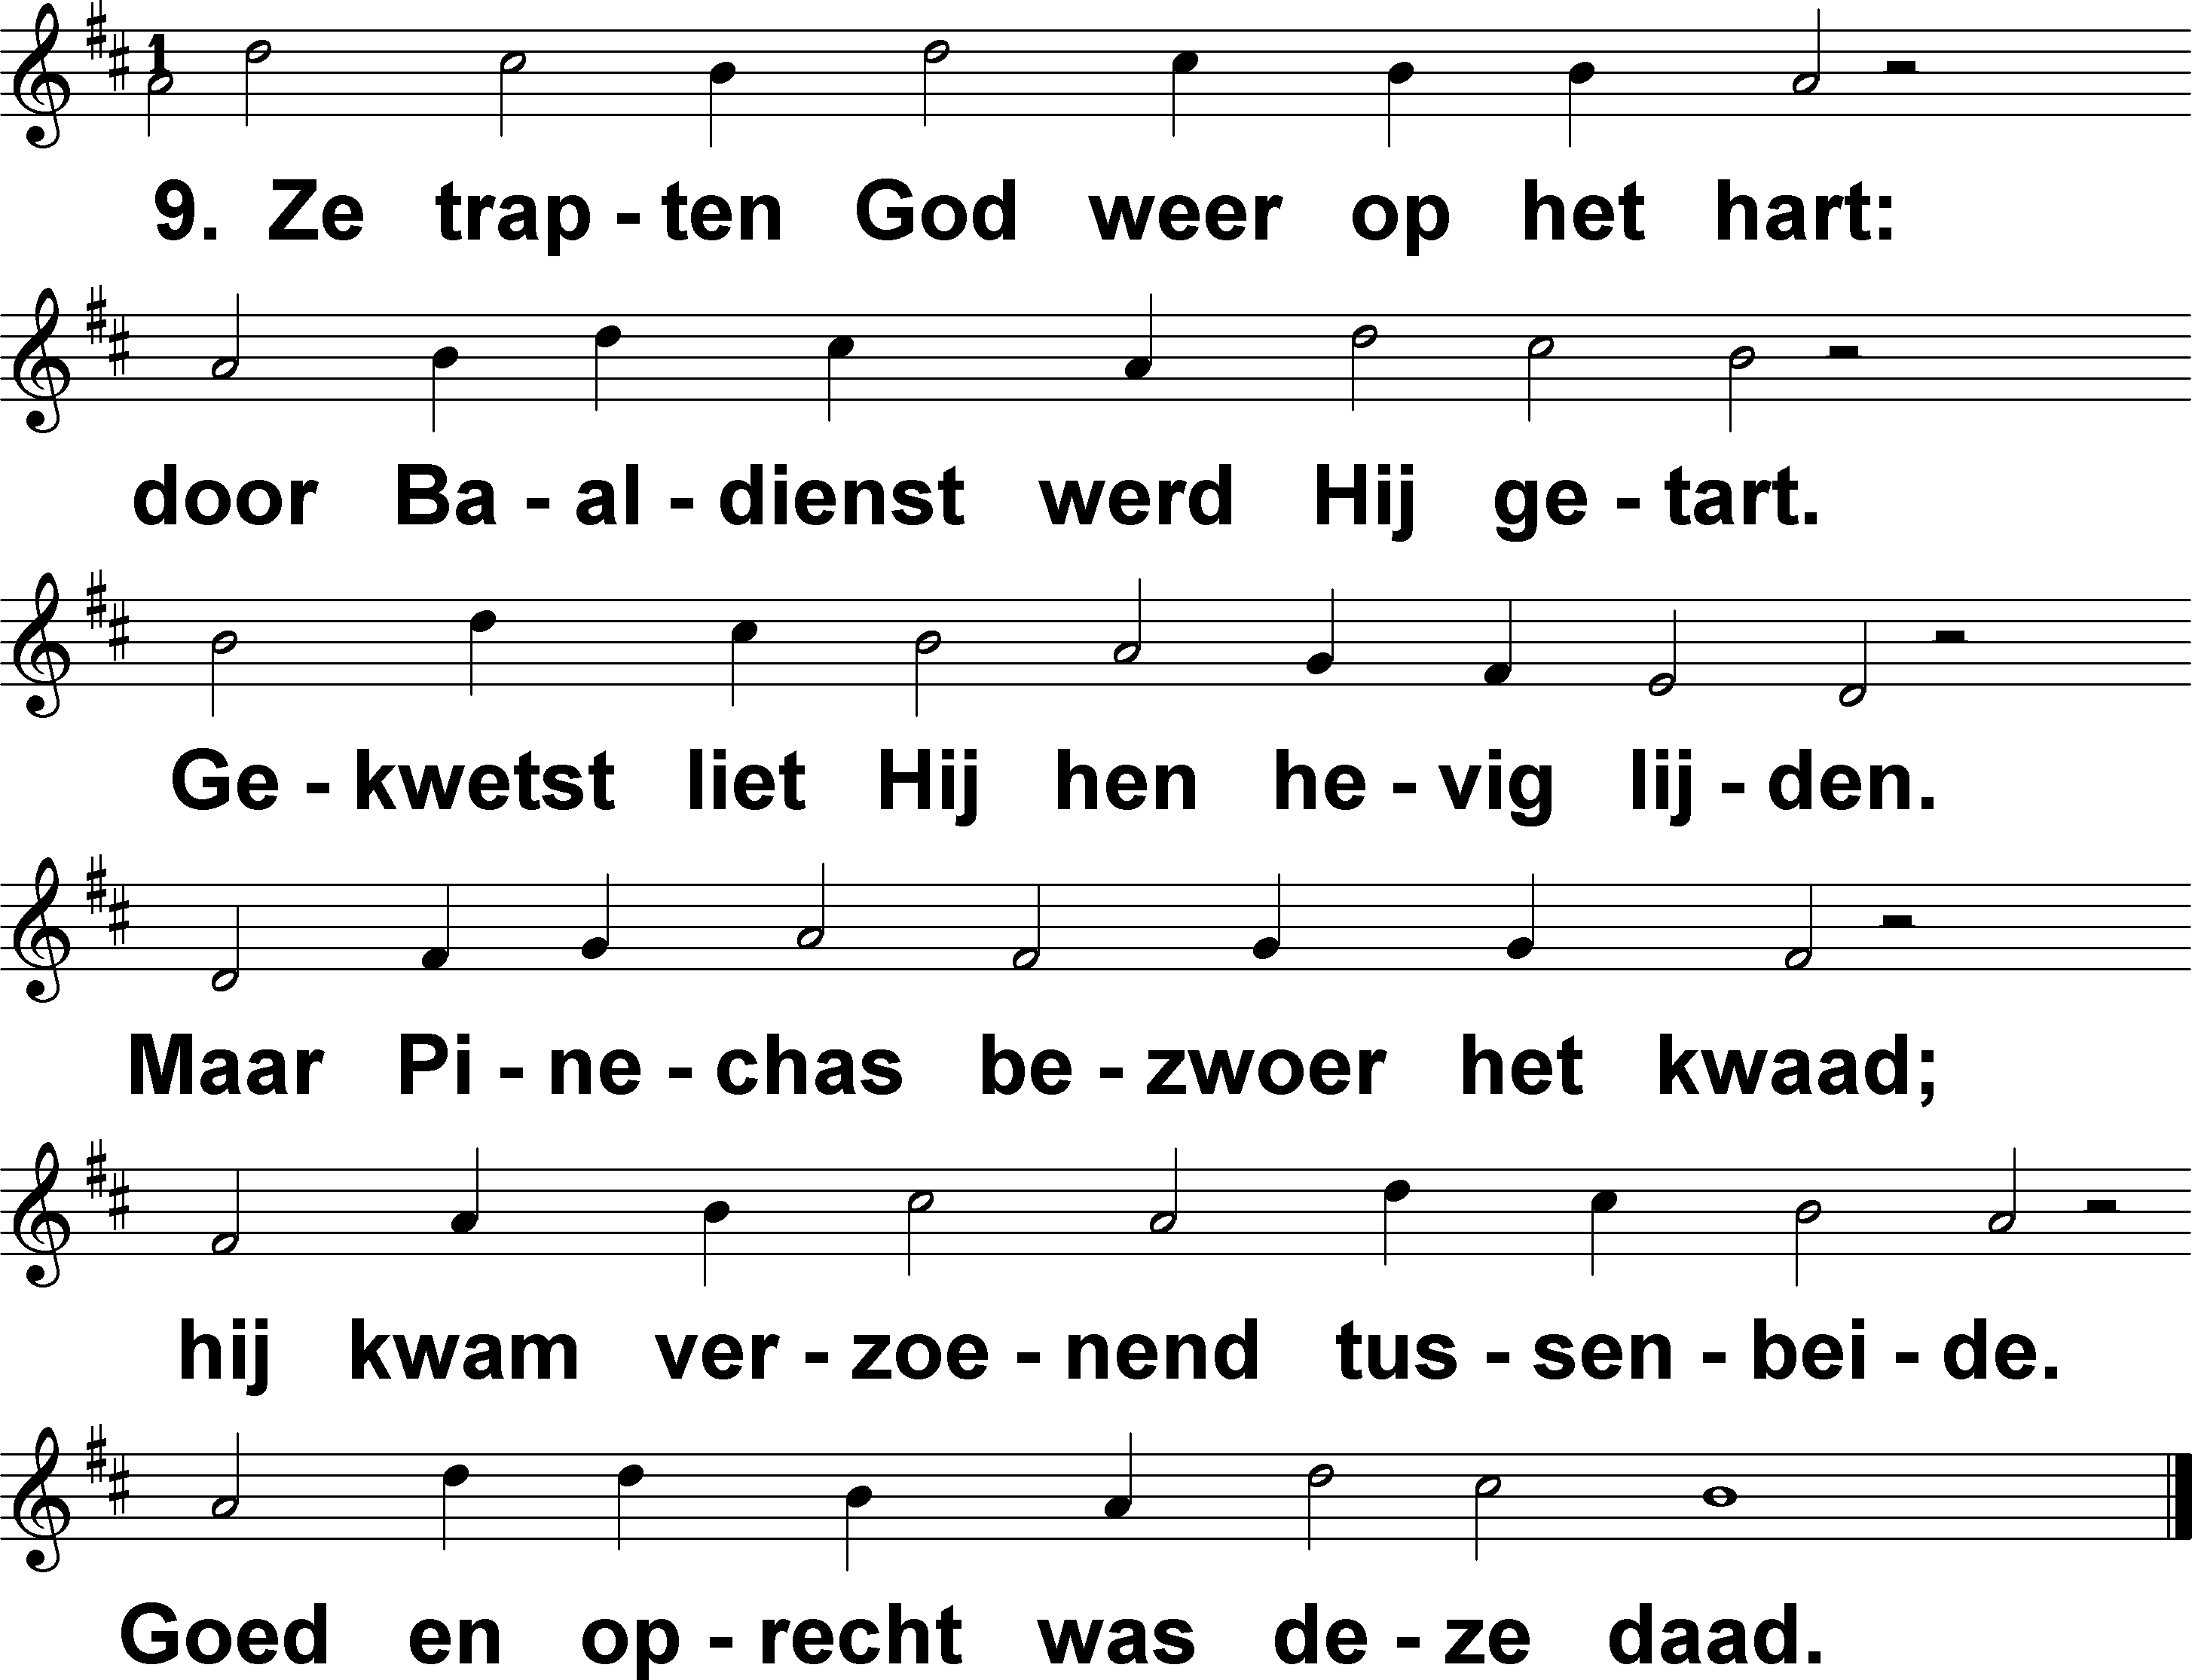 1
9. Ze trap - ten God weer op het hart:
door Ba - al - dienst werd Hij ge - tart.
Ge - kwetst liet Hij hen he - vig lij - den.
Maar Pi - ne - chas be - zwoer het kwaad;
hij kwam ver - zoe - nend tus - sen - bei - de.
Goed en op - recht was de - ze daad.